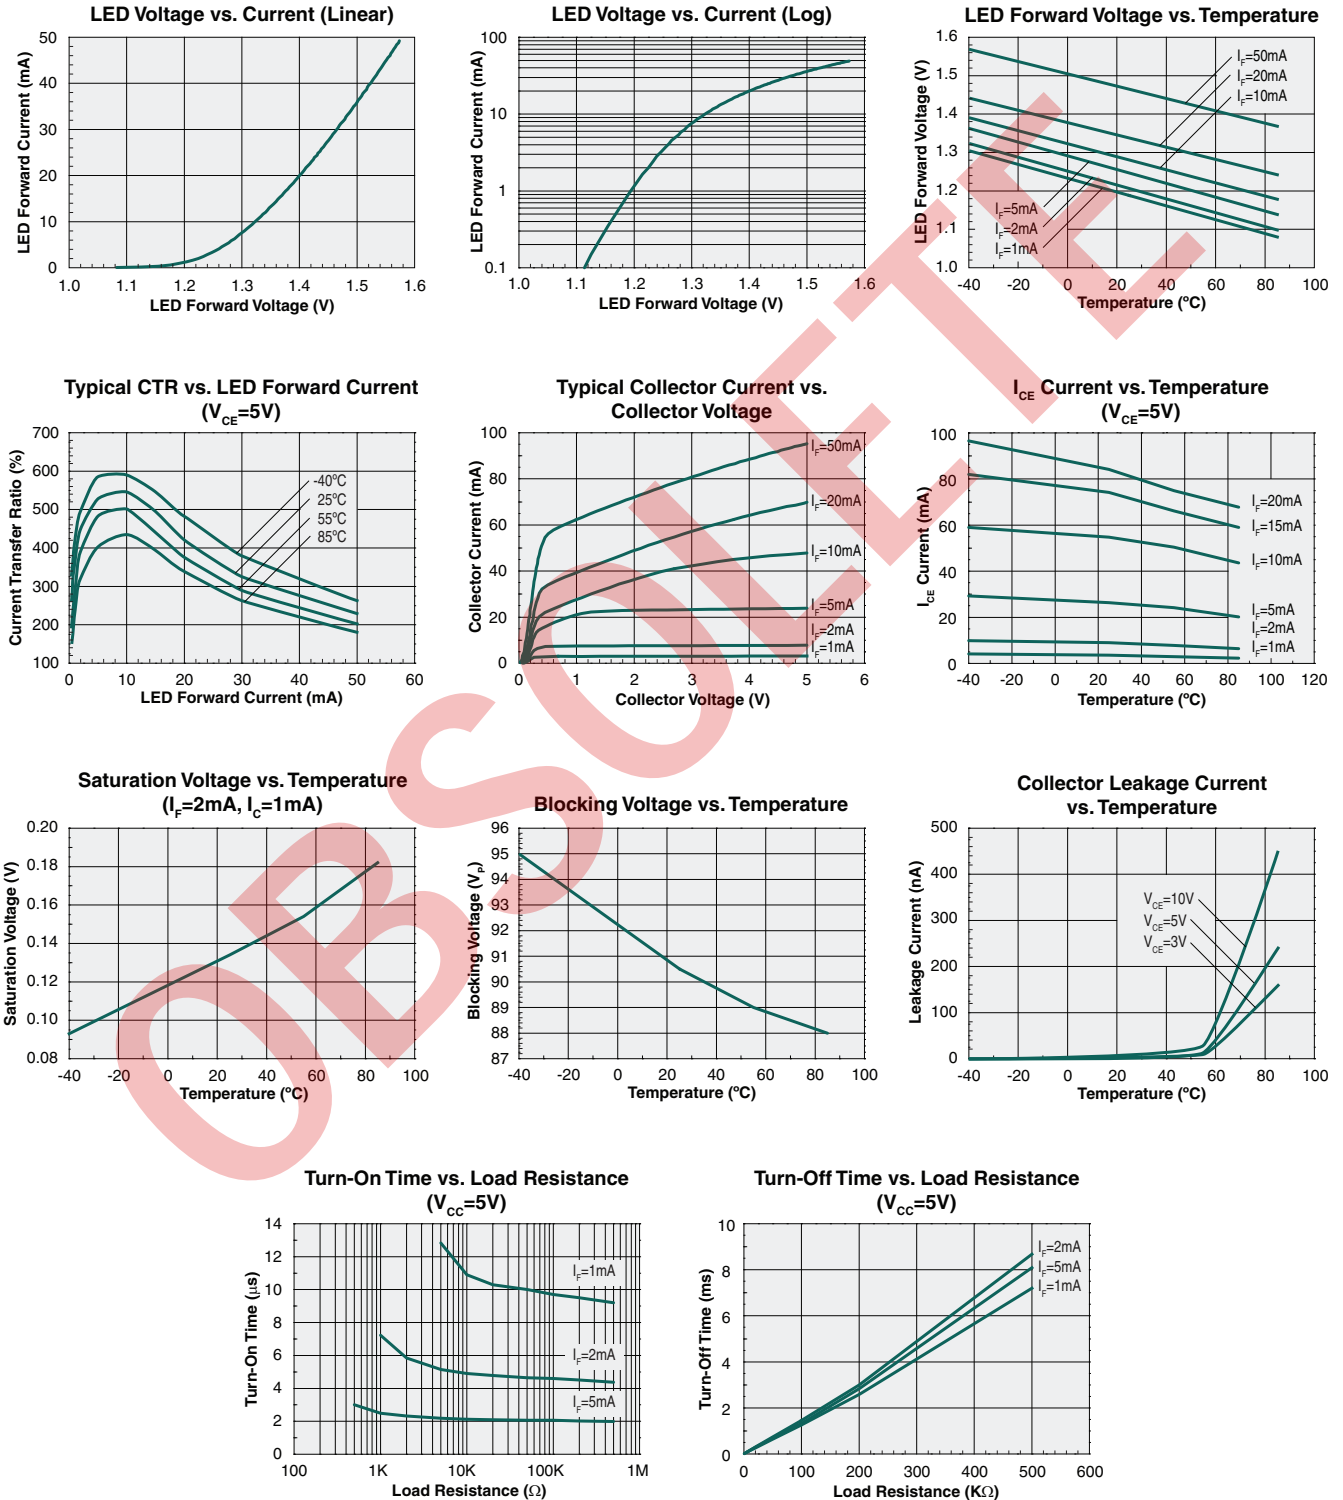 LED Voltage vs. Current (Linear)
LED Forward Current (mA)
50
40
30
20
10
0
1.0 1.1 1.2 1.3 1.4 1.5 1.6
LED Forward Voltage (V)
LED Voltage vs. Current (Log)
LED Forward Current (mA)
100
10
1
0.1
1.0 1.1 1.2 1.3 1.4 1.5 1.6
LED Forward Voltage (V)
LED Forward Voltage vs. Temperature
LED Forward Voltage (V)
1.6
1.5
1.4
1.3
1.2
1.1
1.0
IF=50mA
IF=20mA
IF=10mA
IF=5mA
IF=2mA
IF=1mA
-40 -20 0 20 40 60 80 100
Temperature (ºC)
Typical CTR vs. LED Forward Current
(VCE=5V)
Current Transfer Ratio (%)
700
600
500
400
300
200
100
-40ºC
25ºC
55ºC
85ºC
0 10 20 30 40 50 60
LED Forward Current (mA)
Typical Collector Current vs.
Collector Voltage
Collector Current (mA)
100
80
60
40
20
0
IF=50mA
IF=20mA
IF=10mA
IF=5mA
IF=2mA
IF=1mA
0 1 2 3 4 5 6
Collector Voltage (V)
ICE Current vs. Temperature
(VCE=5V)
ICE Current (mA)
100
80
60
40
20
0
IF=20mA
IF=15mA
IF=10mA
IF=5mA
IF=2mA
IF=1mA
-40 -20 0 20 40 60 80 100 120
Temperature (ºC)
Saturation Voltage vs. Temperature
(IF=2mA, IC=1mA)
Saturation Voltage (V)
0.20
0.18
0.16
0.14
0.12
0.10
0.08
-40 -20 0 20 40 60 80 100
Temperature (ºC)
Blocking Voltage vs. Temperature
Blocking Voltage (VP)
96
95
94
93
92
91
90
89
88
87
-40 -20 0 20 40 60 80 100
Temperature (ºC)
Collector Leakage Current
vs. Temperature
Leakage Current (nA)
500
400
300
200
100
0
VCE=10V
VCE=5V
VCE=3V
-40 -20 0 20 40 60 80 100
Temperature (ºC)
Turn-On Time vs. Load Resistance
(VCC=5V)
Turn-On Time (μs)
14
12
10
8
6
4
2
0
IF=1mA
IF=2mA
IF=5mA
100 1K 10K 100K 1M
Load Resistance (Ω)
Turn-Off Time vs. Load Resistance
(VCC=5V)
Turn-Off Time (ms)
10
8
6
4
2
0
IF=2mA
IF=5mA
IF=1mA
0 100 200 300 400 500 600
Load Resistance (KΩ)
OBSOLETE